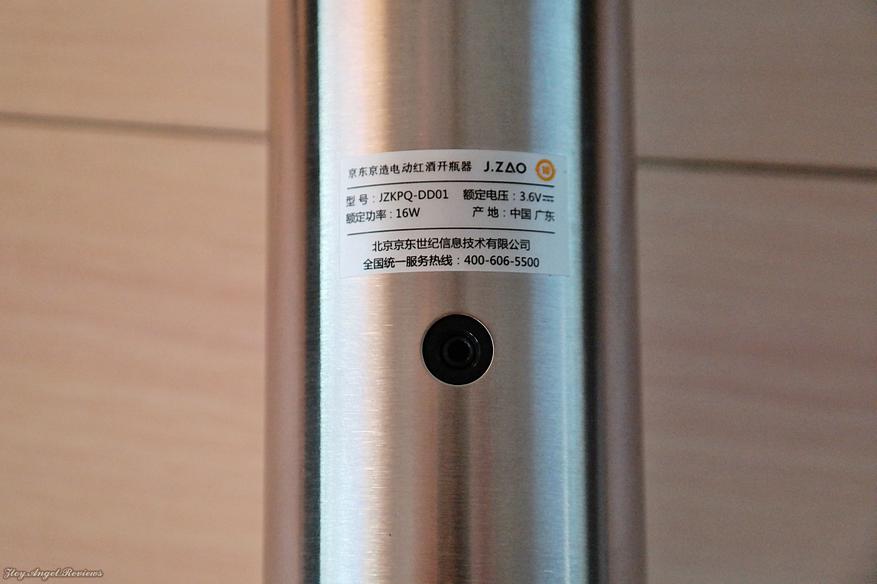 京东京造电动红酒开瓶器 J.ZAO
型号：JZKPQ-DD01 额定电压：3.6V⎓
额定功率：16W 产地：中国 广东
北京京东世纪信息技术有限公司
全国统一服务热线：400-606-5500
Floy Angel Reviews